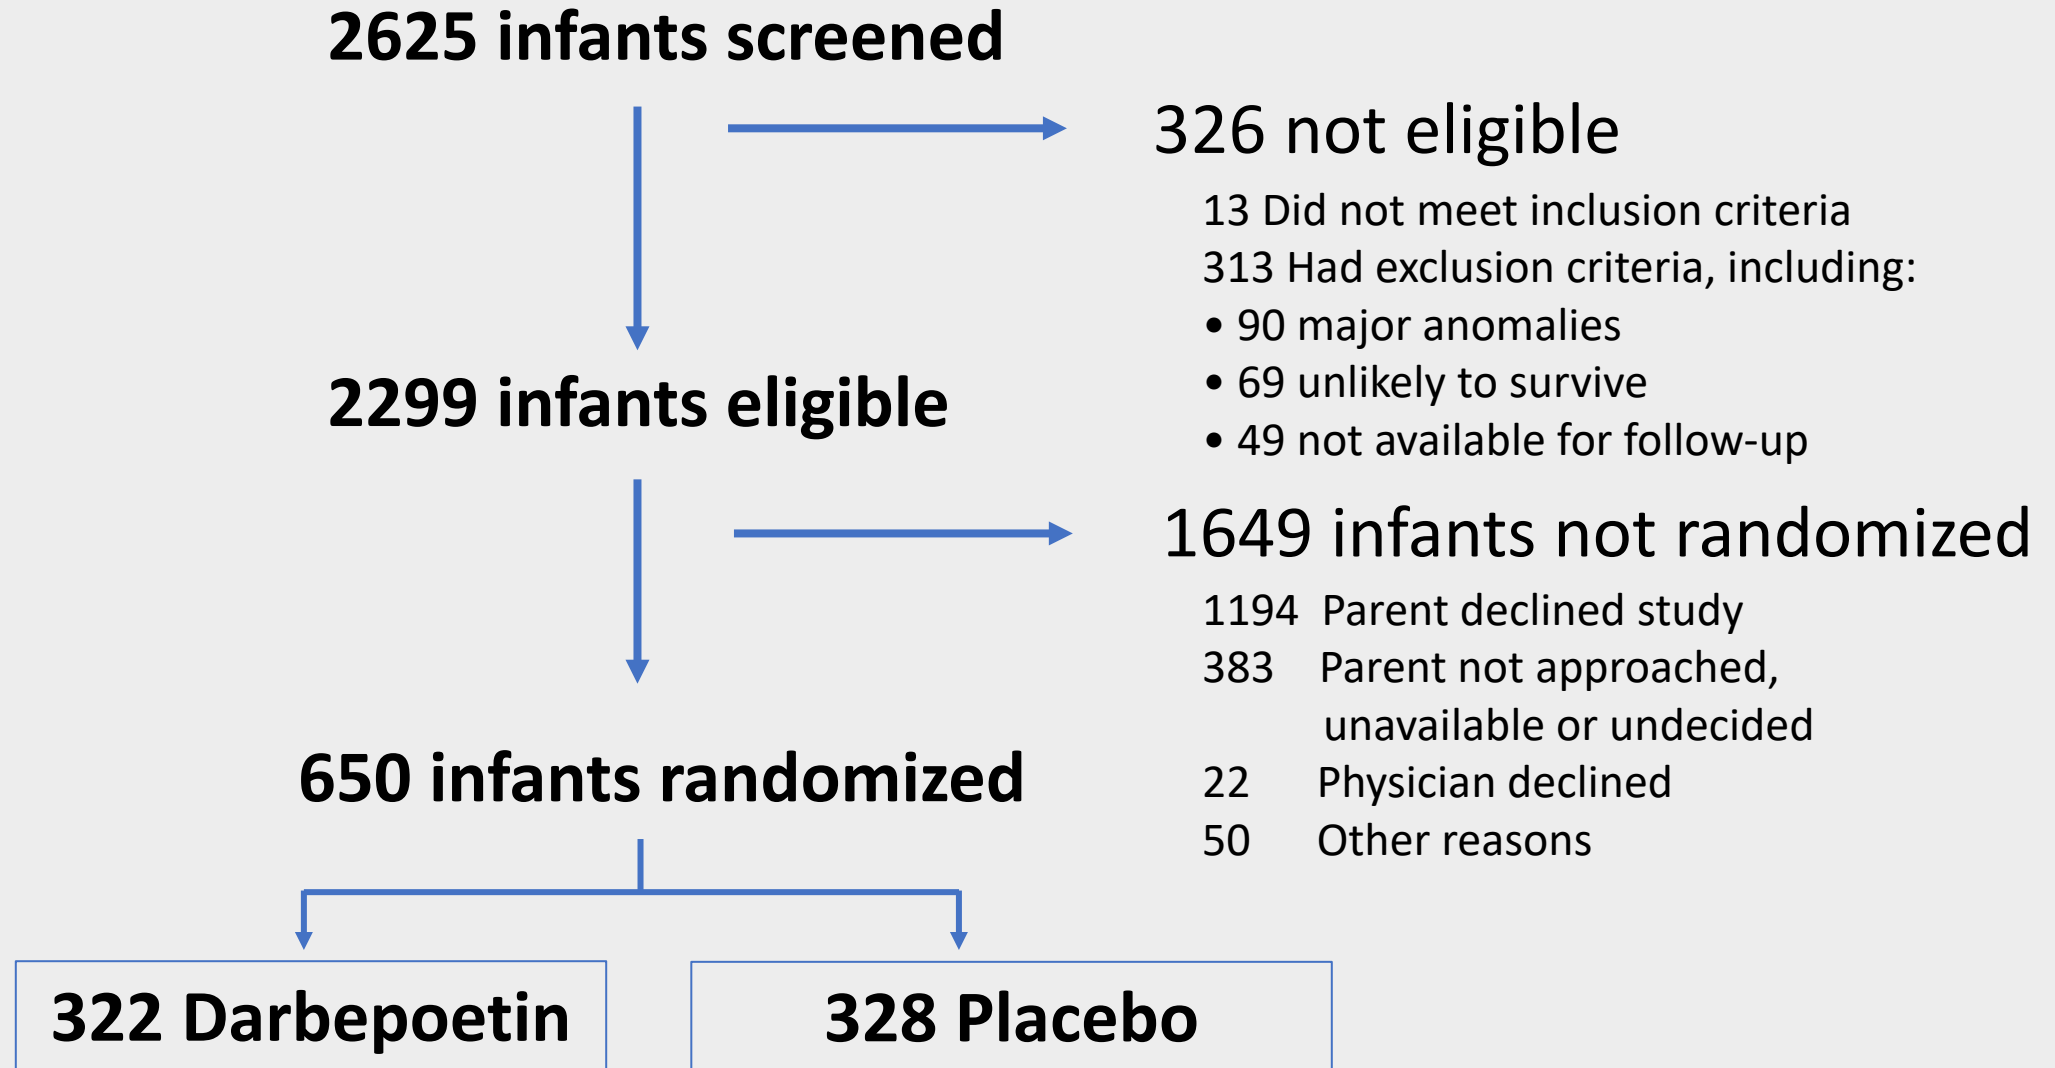 2625 infants screened
326 not eligible
13 Did not meet inclusion criteria
313 Had exclusion criteria, including:
• 90 major anomalies
• 69 unlikely to survive
• 49 not available for follow-up
2299 infants eligible
1649 infants not randomized
1194 Parent declined study
383 Parent not approached,
unavailable or undecided
22 Physician declined
50 Other reasons
650 infants randomized
322 Darbepoetin
328 Placebo